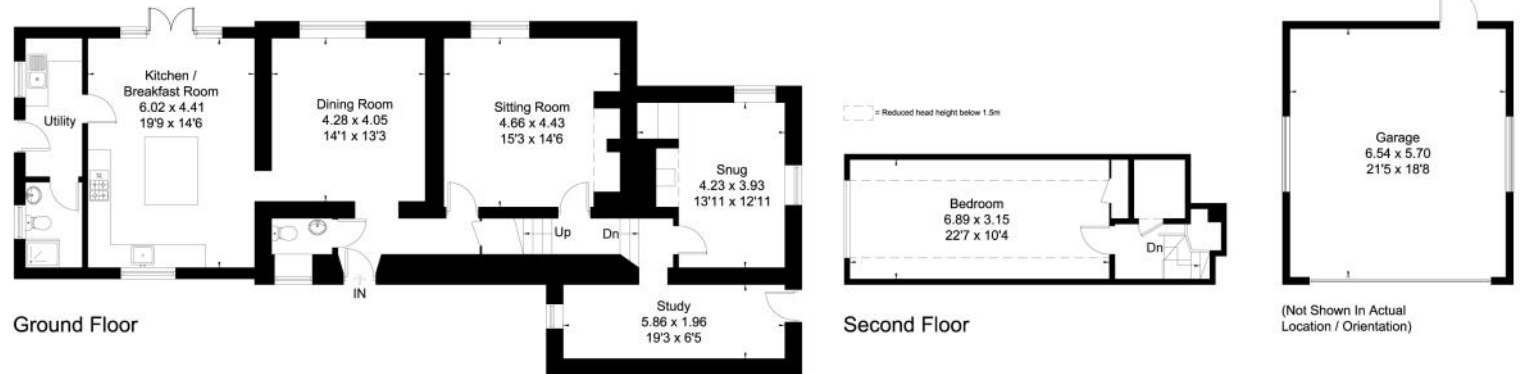 Kitchen /
Breakfast Room
6.02 x 4.41
19'9 x 14'6
Utility
Dining Room
4.28 x 4.05
14'1 x 13'3
Sitting Room
4.66 x 4.43
15'3 x 14'6
Snug
4.23 x 3.93
13'11 x 12'11
Up
Dn
IN
Study
5.86 x 1.96
19'3 x 6'5
Ground Floor
= Reduced head height below 1.5m
Bedroom
6.89 x 3.15
22'7 x 10'4
Dn
Second Floor
Garage
6.54 x 5.70
21'5 x 18'8
(Not Shown In Actual
Location / Orientation)